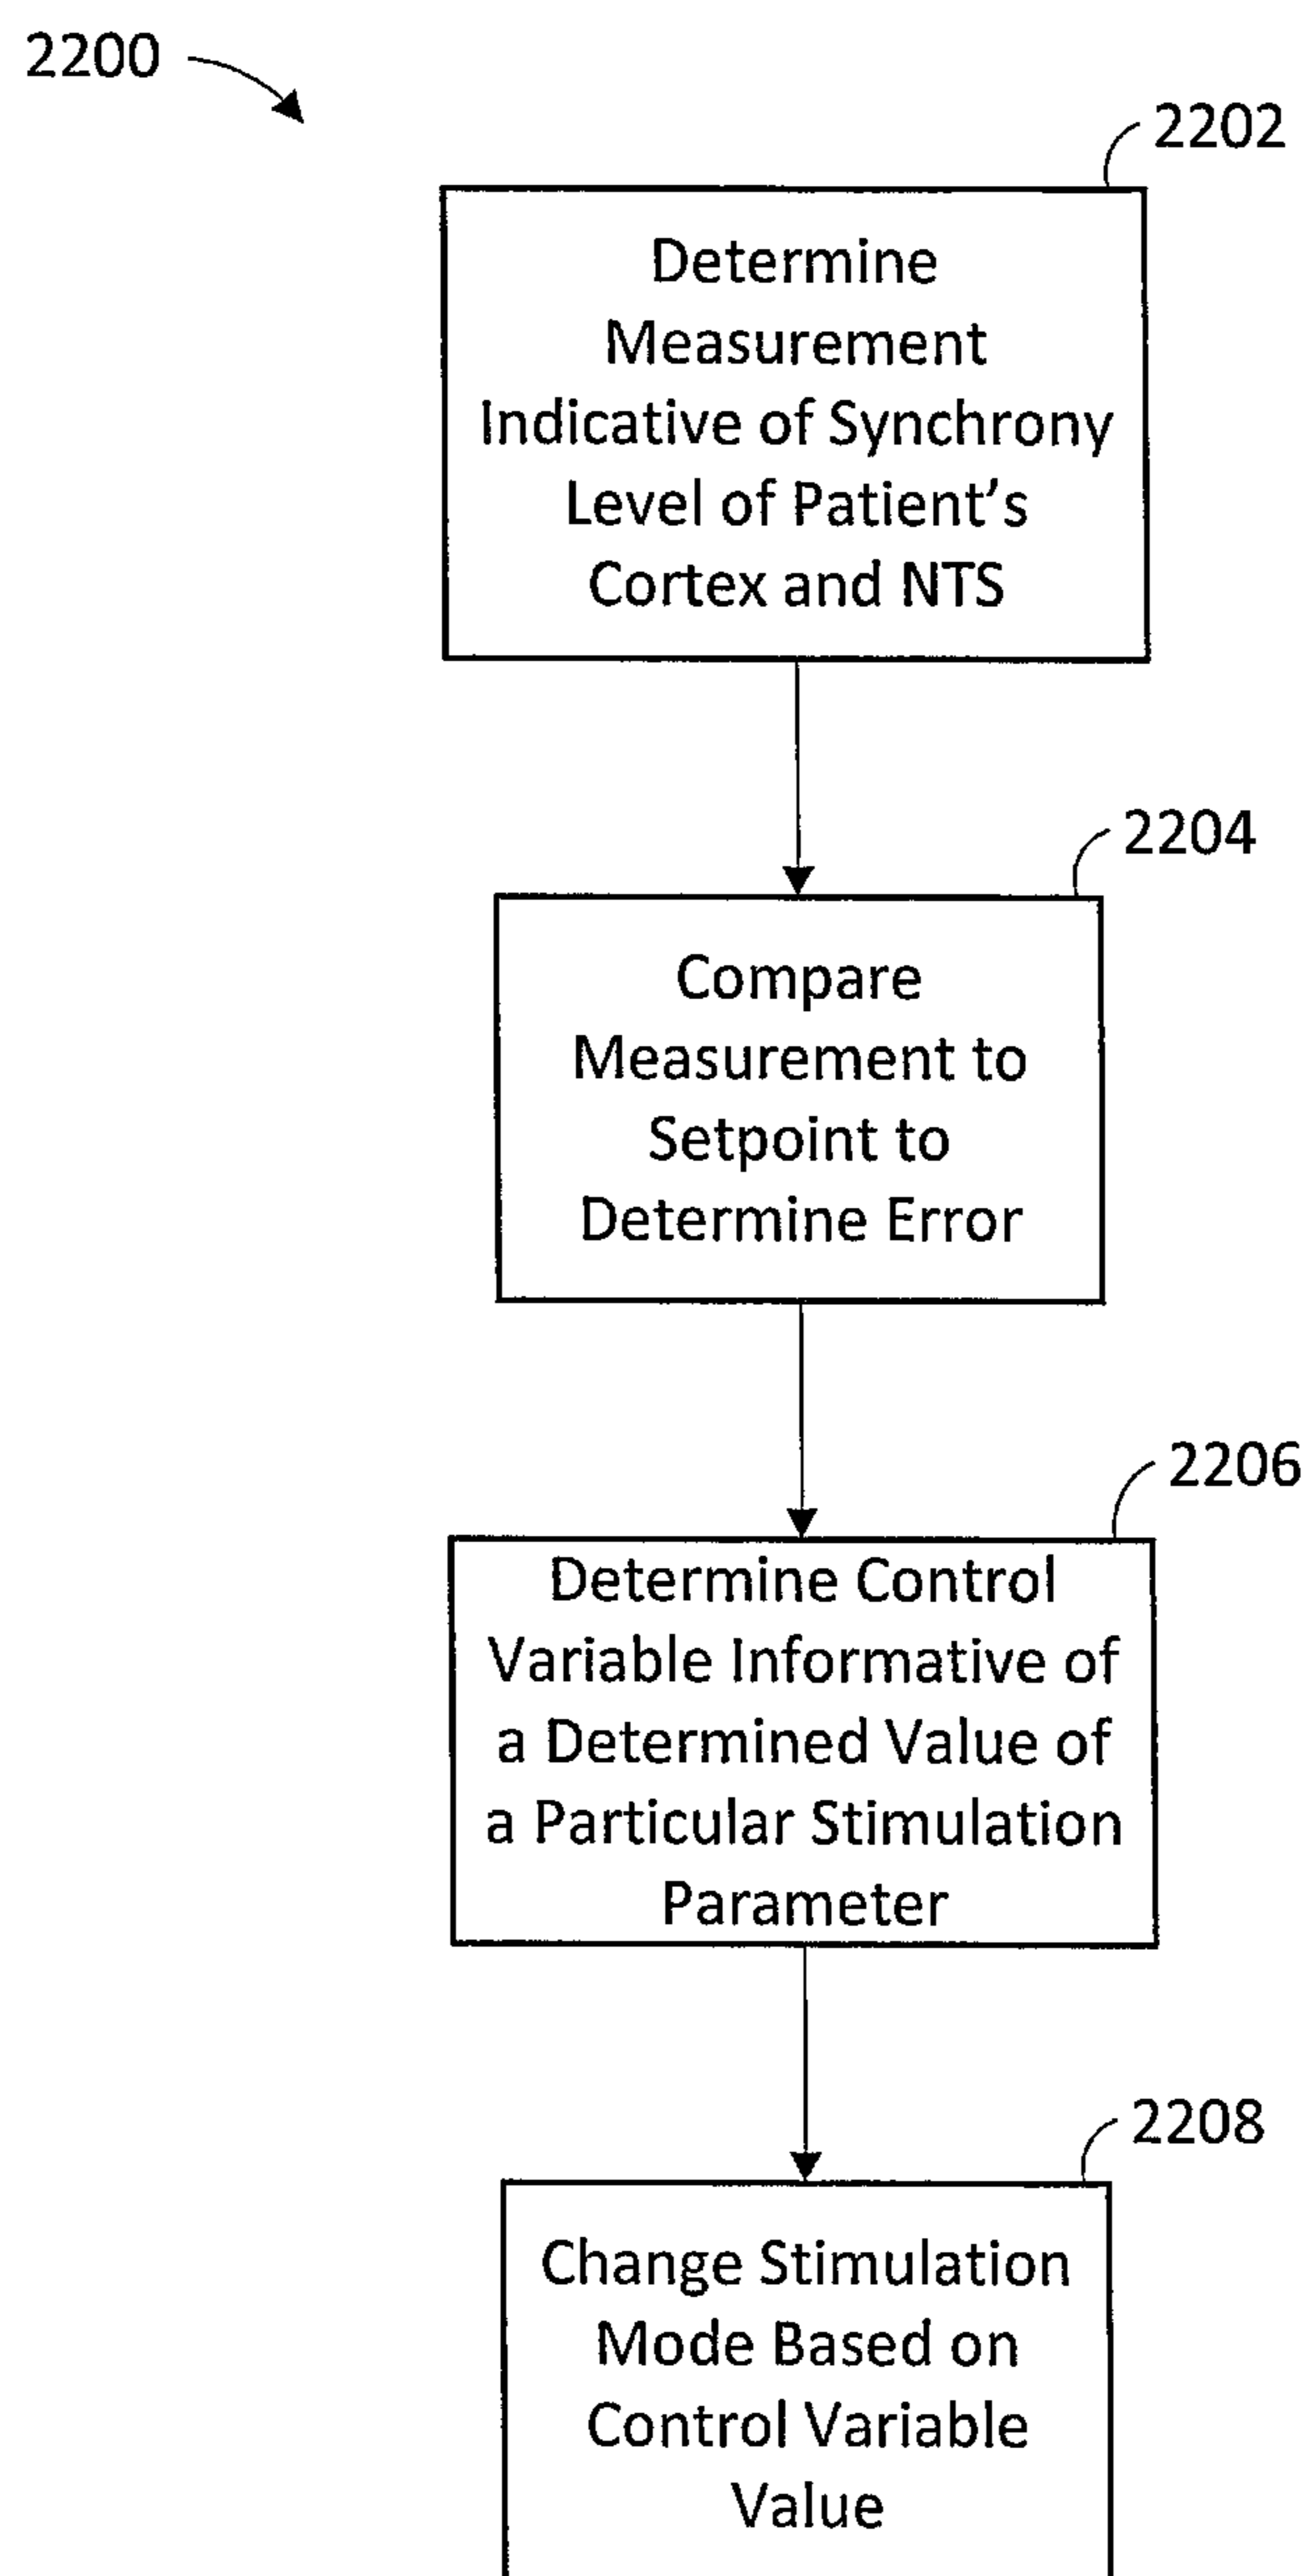 2200
2202
Determine
Measurement
Indicative of Synchrony
Level of Patient's
Cortex and NTS
2204
Compare
Measurement to
Setpoint to
Determine Error
2206
Determine Control
Variable Informative of
a Determined Value of
a Particular Stimulation
Parameter
2208
Change Stimulation
Mode Based on
Control Variable
Value